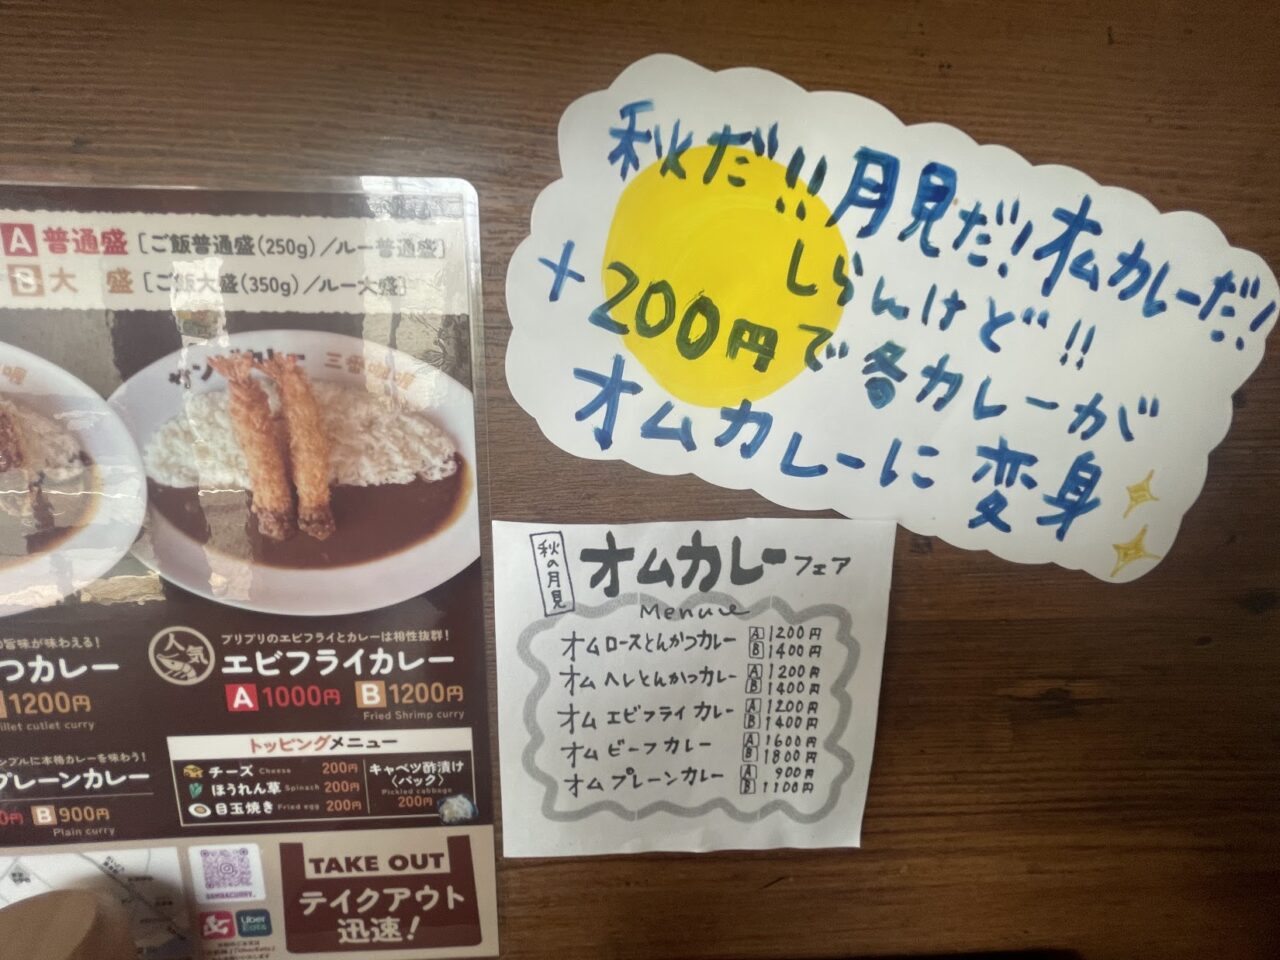 秋だ!!月見だ!オムカレーだ!
しらんけど!!
+200円で各カレーが
オムカレーに変身
A 普通盛 [ご飯普通盛(250g)/ルー普通盛]
B 大 盛 [ご飯大盛(350g)/ルー大盛]
三番咖喱
の旨味が味わえる!
つカレー
1200円
llet cutlet curry
人気
プリプリのエビフライとカレーは相性抜群!
エビフライカレー
A 1000円 B 1200円
Fried Shrimp curry
ンプルに本格カレーを味わう!
プレーンカレー
0円 B 900円
Plain curry
トッピングメニュー
チーズ Cheese 200円
ほうれん草 Spinach 200円
目玉焼き Fried egg 200円
キャベツ酢漬け
〈パック〉
Pickled cabbage
200円
Uber
Eats
TAKE OUT
テイクアウト
迅速!
秋の月見
オムカレーフェア
Menu
オムロースとんかつカレー A 1200円
B 1400円
オムヘレとんかつカレー A 1200円
B 1400円
オムエビフライカレー A 1200円
B 1400円
オムビーフカレー A 1600円
B 1800円
オムプレーンカレー A 900円
B 1100円